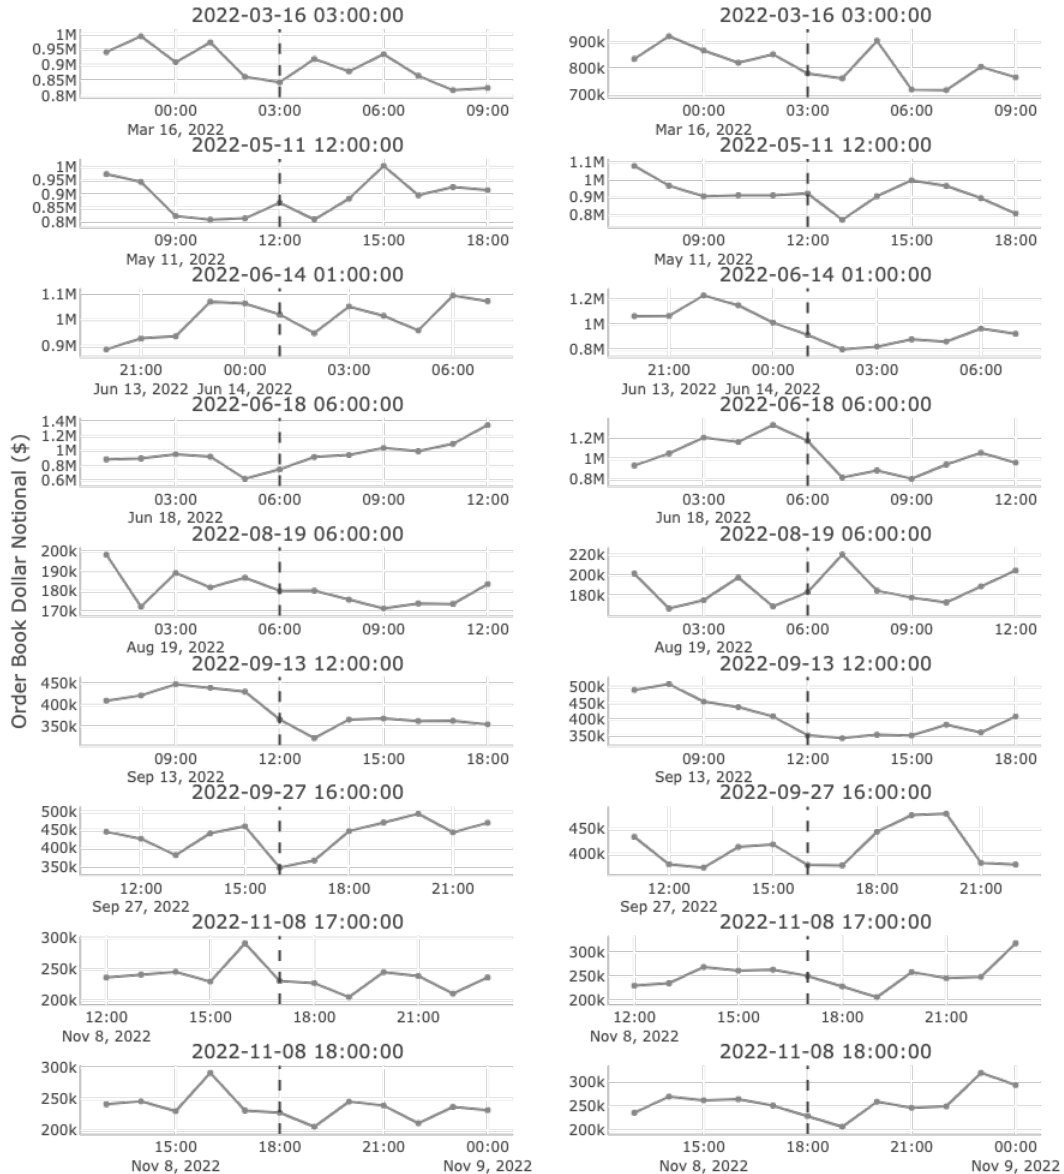 Order Book Dollar Notional ($)
2022-03-16 03:00:00
1M
0.95M
0.9M
0.85M
0.8M
00:00 03:00 06:00 09:00
Mar 16, 2022
2022-03-16 03:00:00
900k
800k
700k
00:00 03:00 06:00 09:00
Mar 16, 2022
2022-05-11 12:00:00
1M
0.95M
0.9M
0.85M
0.8M
09:00 12:00 15:00 18:00
May 11, 2022
2022-05-11 12:00:00
1.1M
1M
0.9M
0.8M
09:00 12:00 15:00 18:00
May 11, 2022
2022-06-14 01:00:00
1.1M
1M
0.9M
21:00 00:00 03:00 06:00
Jun 13, 2022 Jun 14, 2022
2022-06-14 01:00:00
1.2M
1M
0.8M
21:00 00:00 03:00 06:00
Jun 13, 2022 Jun 14, 2022
2022-06-18 06:00:00
1.4M
1.2M
1M
0.8M
0.6M
03:00 06:00 09:00 12:00
Jun 18, 2022
2022-06-18 06:00:00
1.2M
1M
0.8M
03:00 06:00 09:00 12:00
Jun 18, 2022
2022-08-19 06:00:00
200k
190k
180k
170k
03:00 06:00 09:00 12:00
Aug 19, 2022
2022-08-19 06:00:00
220k
200k
180k
03:00 06:00 09:00 12:00
Aug 19, 2022
2022-09-13 12:00:00
450k
400k
350k
09:00 12:00 15:00 18:00
Sep 13, 2022
2022-09-13 12:00:00
500k
450k
400k
350k
09:00 12:00 15:00 18:00
Sep 13, 2022
2022-09-27 16:00:00
500k
450k
400k
350k
12:00 15:00 18:00 21:00
Sep 27, 2022
2022-09-27 16:00:00
450k
400k
12:00 15:00 18:00 21:00
Sep 27, 2022
2022-11-08 17:00:00
300k
250k
200k
12:00 15:00 18:00 21:00
Nov 8, 2022
2022-11-08 17:00:00
300k
250k
200k
12:00 15:00 18:00 21:00
Nov 8, 2022
2022-11-08 18:00:00
300k
250k
200k
15:00 18:00 21:00 00:00
Nov 8, 2022 Nov 9, 2022
2022-11-08 18:00:00
300k
250k
200k
15:00 18:00 21:00 00:00
Nov 8, 2022 Nov 9, 2022